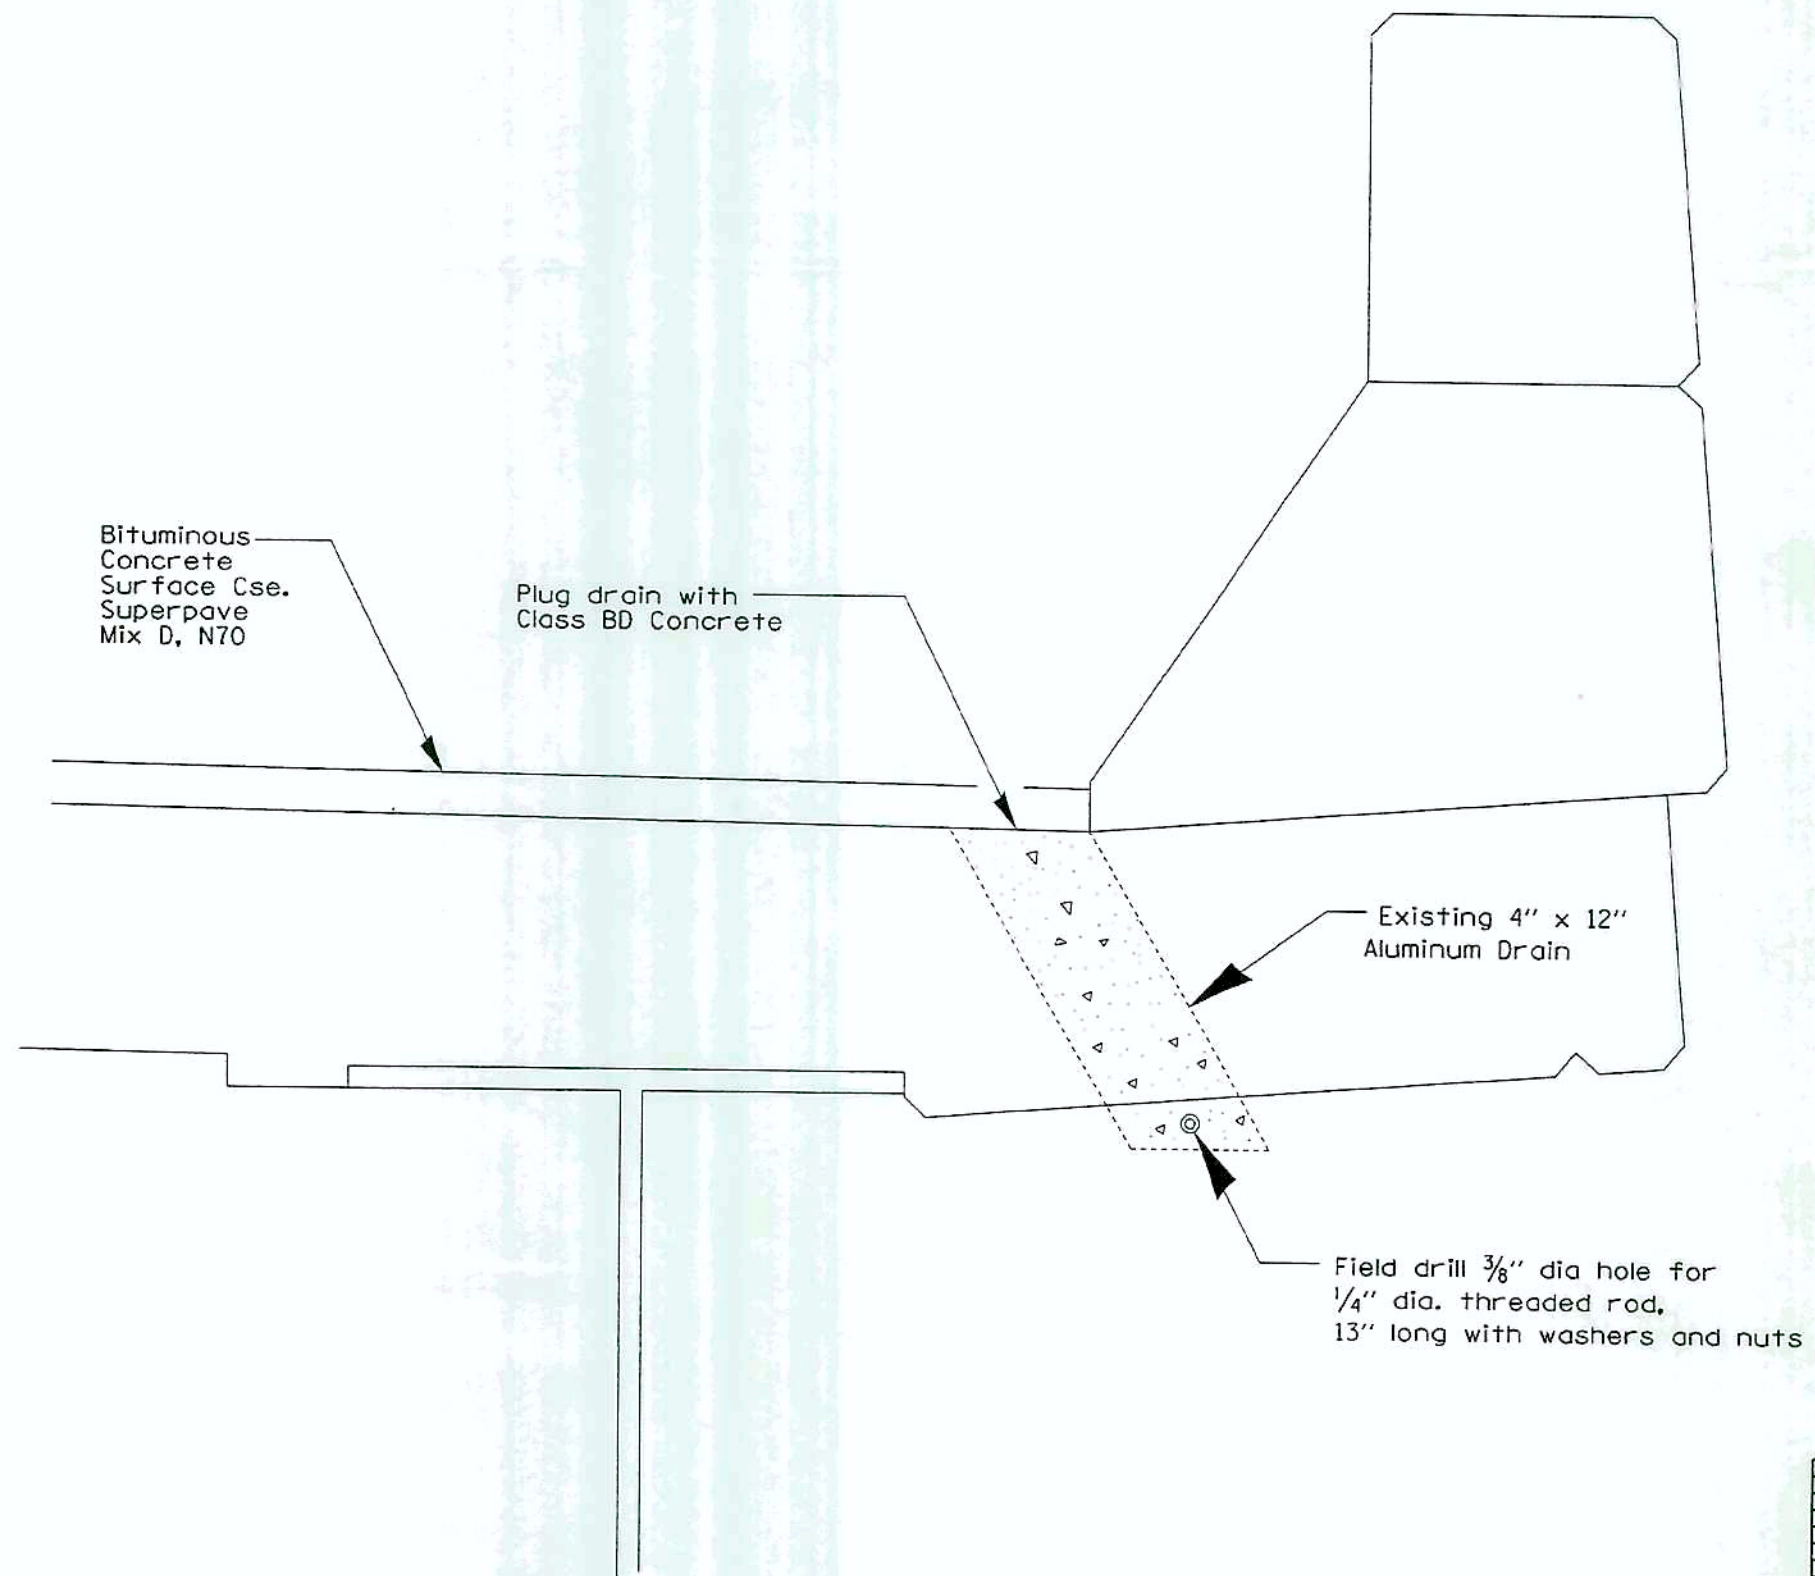 Bituminous
Concrete
Surface Cse.
Superpave
Mix D, N70
Plug drain with
Class BD Concrete
Existing 4" x 12"
Aluminum Drain
Field drill 3/8" dia hole for
1/4" dia. threaded rod,
13" long with washers and nuts